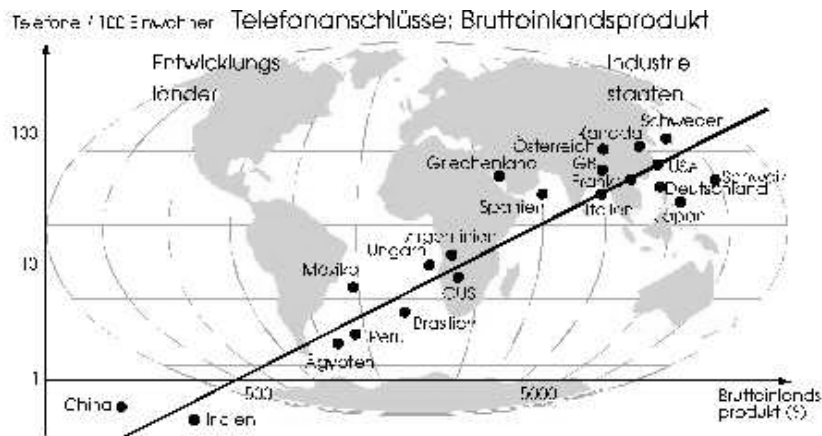 Telefone / 100 Einwohner
Telefonanschlüsse: Bruttoinlandsprodukt
Entwicklungs
länder
Industrie
staaten
100
Schweden
Kanada
Österreich
GB
USA
Schweiz
Griechenland
Frankr.
Deutschland
Spanien
Italien
Japan
Argentinien
Ungarn
10
Mexiko
GUS
Brasilien
Peru
Ägypten
1
500
5000
Bruttoinlands
produkt ($)
China
Indien